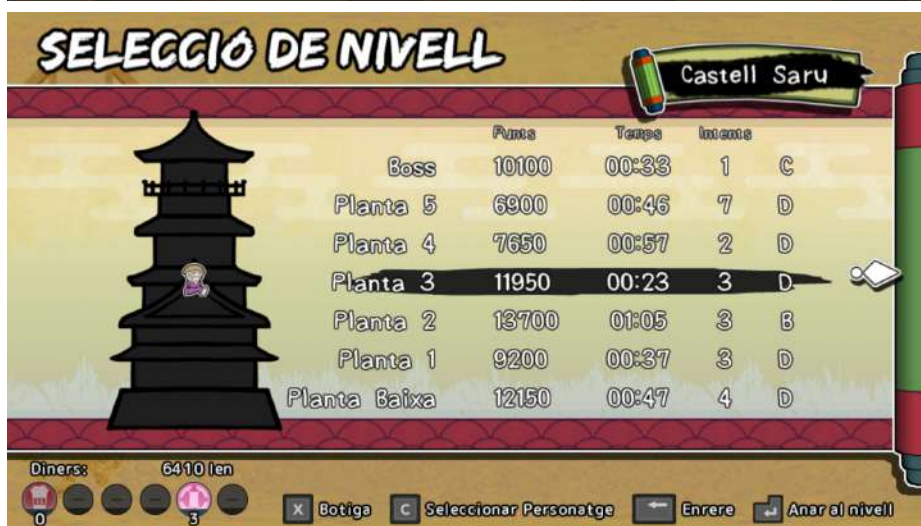 SELECCIÓ DE NIVELL
Castell Saru
Punts Temps Intents
Boss 10100 00:33 1 C
Planta 5 6900 00:46 7 D
Planta 4 7650 00:57 2 D
Planta 3 11950 00:23 3 D
Planta 2 13700 01:05 3 B
Planta 1 9200 00:37 3 D
Planta Baixa 12150 00:47 4 D
Diners: 6410 Ien
0 3
X Botiga C Seleccionar Personatge Enrere Anar al nivell